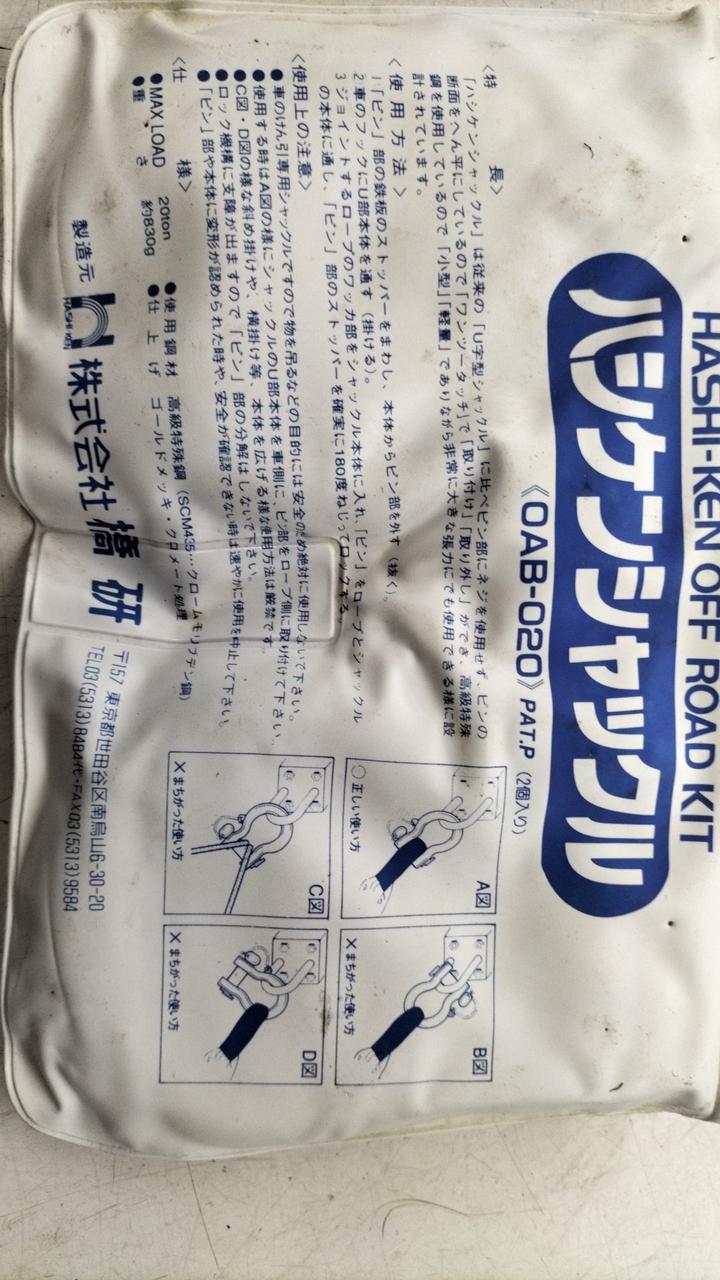 HASHI-KEN OFF ROAD KIT
ハシケンシャックル
《OAB-020》PAT.P (2個入り)
〈特 長〉
「ハシケンシャックル」は従来の「U字型シャックル」に比べピン部にネジを使用せず、ピンの
断面をへん平にしているので「ワンツータッチ」で「取り付け」「取り外し」ができ、高級特殊
鋼を使用しているので「小型」「軽量」でありながら非常に大きな張力にでも使用できる様に設
計されています。
〈使用方法〉
1「ピン」部の鉄板のストッパーをまわし、本体からピン部を外す(抜く)。
2 車のフックにU部本体を通す(掛ける)。
3 ジョイントするロープのワッカ部をシャックル本体に入れ、「ピン」をロープとシャックル
の本体に通し、「ピン」部のストッパーを確実に180度ねじってロックする。
〈使用上の注意〉
●車のけん引専用シャックルですので物を吊るなどの目的には安全のため絶対に使用しないで下さい。
●使用する時はA図の様にシャックルのU部本体を車側に、ピン部をロープ側に取り付けて下さい。
●C図・D図の様な斜め掛けや、横掛け等、本体を広げる様な使用方法は厳禁です。
●ロック機構に支障が出ますので「ピン」部の分解はしないで下さい。
●「ピン」部や本体に変形が認められた時や、安全が確認できない時は速やかに使用を中止して下さい。
〈仕 様〉
●MAX LOAD 20ton ●使用鋼材 高級特殊鋼(SCM435…クロームモリブデン鋼)
●重 さ 約830g ●仕上げ ゴールドメッキ・クロメート処理
製造元 HASHI-KEN 株式会社 橋研
〒157 東京都世田谷区南烏山6-30-20
TEL03(5313)8484代・FAX03(5313)9584
A図
○正しい使い方
B図
×まちがった使い方
C図
×まちがった使い方
D図
×まちがった使い方